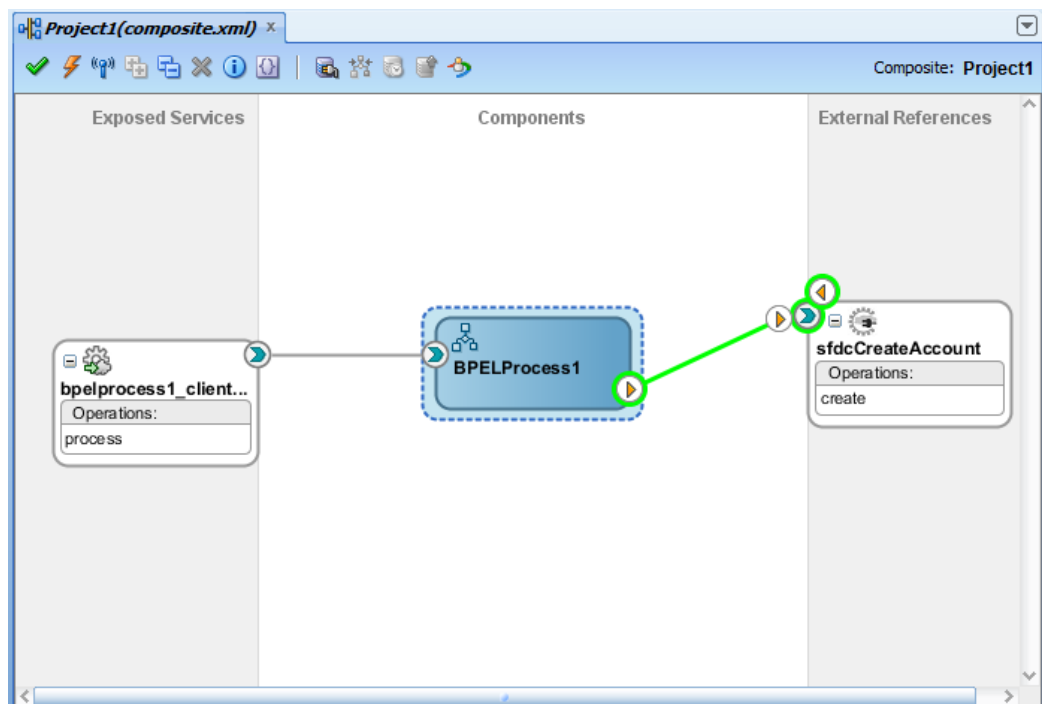 Project1(composite.xml)
Composite: Project1
Exposed Services
Components
External References
bpelprocess1_client...
Operations:
process
BPELProcess1
sfdcCreateAccount
Operations:
create